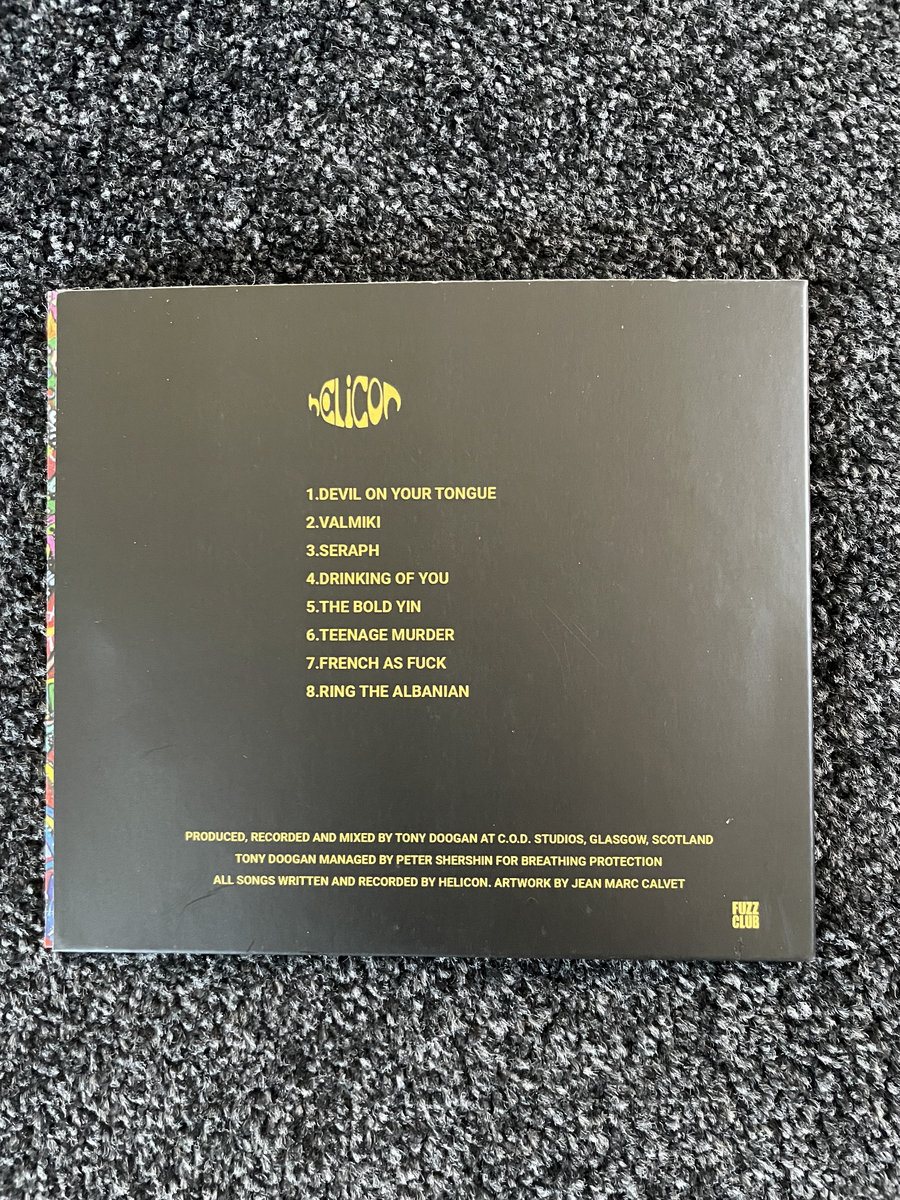 hELiCOn
1.DEVIL ON YOUR TONGUE
2.VALMIKI
3.SERAPH
4.DRINKING OF YOU
5.THE BOLD YIN
6.TEENAGE MURDER
7.FRENCH AS FUCK
8.RING THE ALBANIAN
PRODUCED, RECORDED AND MIXED BY TONY DOOGAN AT C.O.D. STUDIOS, GLASGOW, SCOTLAND
TONY DOOGAN MANAGED BY PETER SHERSHIN FOR BREATHING PROTECTION
ALL SONGS WRITTEN AND RECORDED BY HELICON. ARTWORK BY JEAN MARC CALVET
FUZZ
CLUB